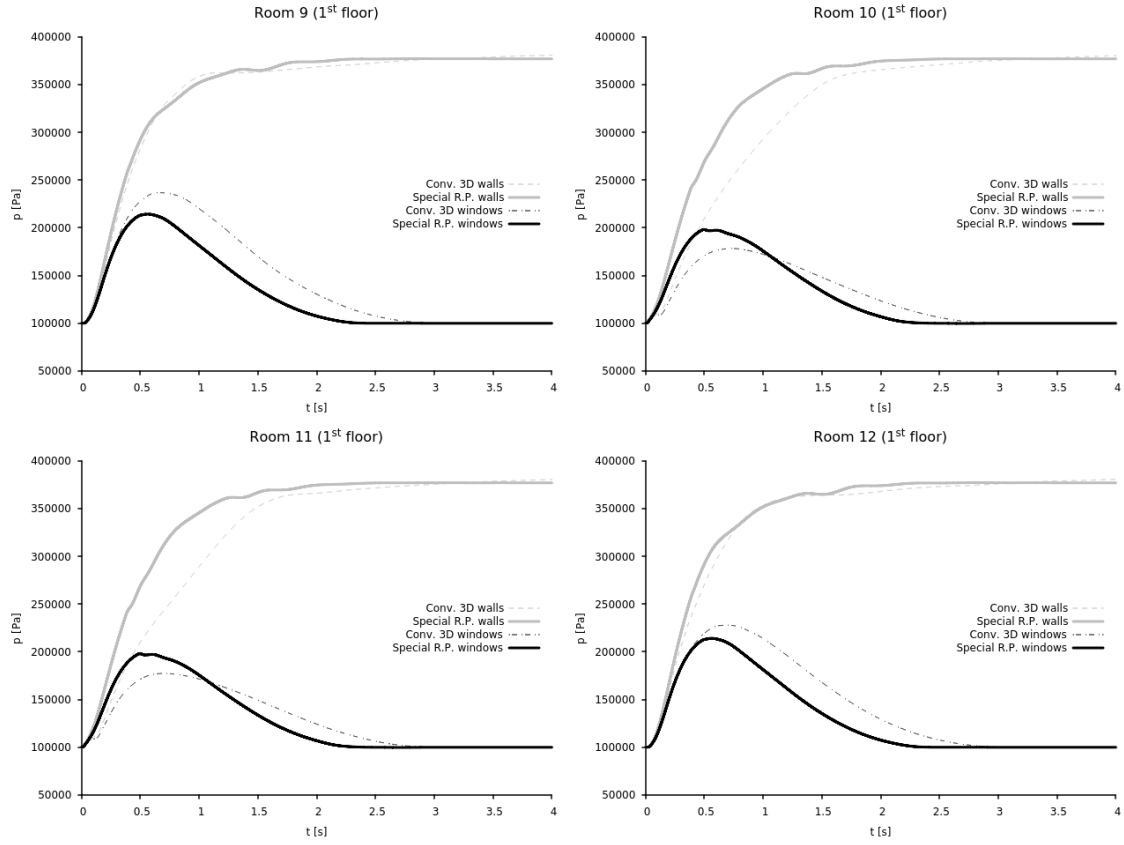 Room 9 (1st floor)
400000
350000
300000
250000
200000
150000
100000
50000
p [Pa]
Conv. 3D walls
Special R.P. walls
Conv. 3D windows
Special R.P. windows
0 0.5 1 1.5 2 2.5 3 3.5 4
t [s]
Room 10 (1st floor)
400000
350000
300000
250000
200000
150000
100000
50000
p [Pa]
Conv. 3D walls
Special R.P. walls
Conv. 3D windows
Special R.P. windows
0 0.5 1 1.5 2 2.5 3 3.5 4
t [s]
Room 11 (1st floor)
400000
350000
300000
250000
200000
150000
100000
50000
p [Pa]
Conv. 3D walls
Special R.P. walls
Conv. 3D windows
Special R.P. windows
0 0.5 1 1.5 2 2.5 3 3.5 4
t [s]
Room 12 (1st floor)
400000
350000
300000
250000
200000
150000
100000
50000
p [Pa]
Conv. 3D walls
Special R.P. walls
Conv. 3D windows
Special R.P. windows
0 0.5 1 1.5 2 2.5 3 3.5 4
t [s]